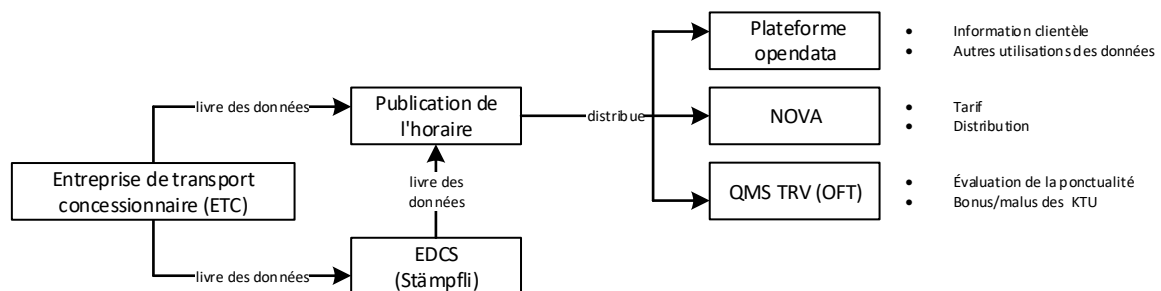 Entreprise de transport
concessionnaire (ETC)
livre des données
livre des données
Publication de
l'horaire
livre des
données
EDCS
(Stämpfli)
distribue
Plateforme
opendata
• Information clientèle
• Autres utilisations des données
NOVA
• Tarif
• Distribution
QMS TRV (OFT)
• Évaluation de la ponctualité
• Bonus/malus des KTU